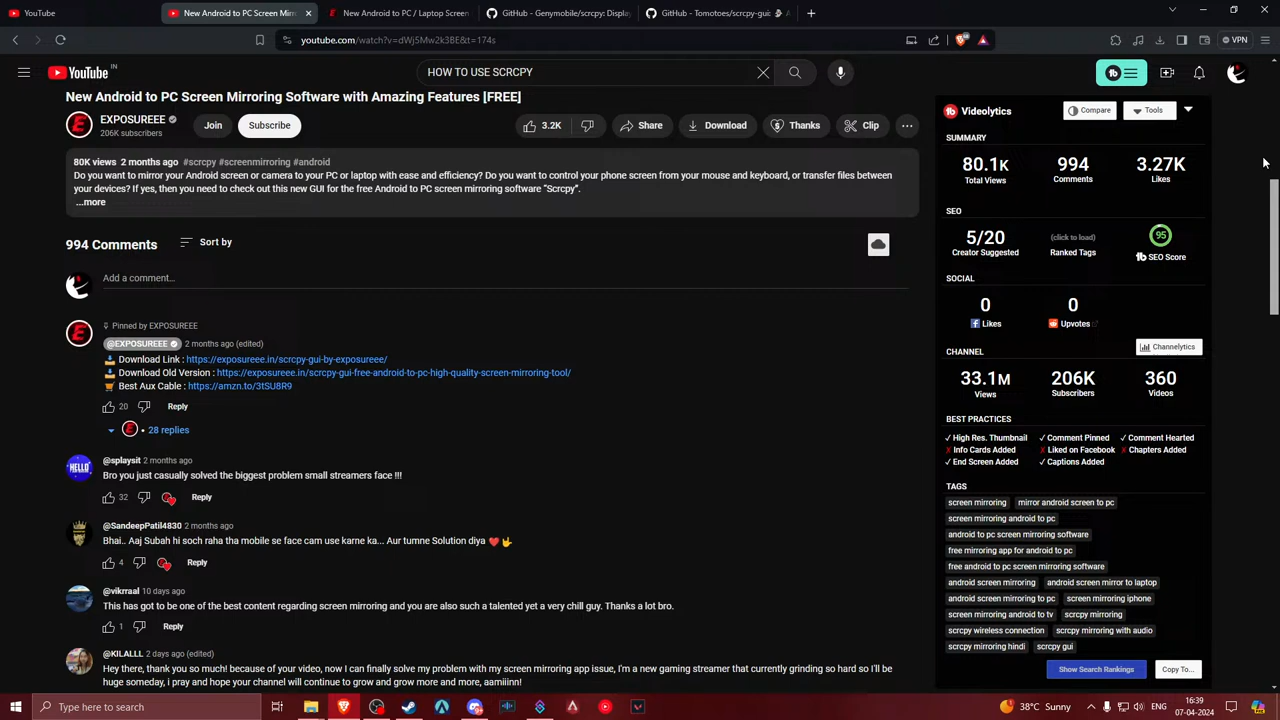 YouTube
New Android to PC Screen Mirr
New Android to PC / Laptop Screen
GitHub - Genymobile/scrcpy: Display
GitHub - Tomotoes/scrcpy-gui: A
youtube.com/watch?v=dWj5Mw2k3BE&t=174s
VPN
YouTube IN
HOW TO USE SCRCPY
New Android to PC Screen Mirroring Software with Amazing Features [FREE]
EXPOSUREEE
206K subscribers
Join
Subscribe
3.2K
Share
Download
Thanks
Clip
80K views 2 months ago #scrcpy #screenmirroring #android
Do you want to mirror your Android screen or camera to your PC or laptop with ease and efficiency? Do you want to control your phone screen from your mouse and keyboard, or transfer files between
your devices? If yes, then you need to check out this new GUI for the free Android to PC screen mirroring software "Scrcpy".
...more
994 Comments
Sort by
Add a comment...
Pinned by EXPOSUREEE
@EXPOSUREEE 2 months ago (edited)
Download Link : https://exposureee.in/scrcpy-gui-by-exposureee/
Download Old Version : https://exposureee.in/scrcpy-gui-free-android-to-pc-high-quality-screen-mirroring-tool/
Best Aux Cable : https://amzn.to/3tSU8R9
20 Reply
28 replies
HELLO
@splaysit 2 months ago
Bro you just casually solved the biggest problem small streamers face !!!
32 Reply
@SandeepPatil4830 2 months ago
Bhai.. Aaj Subah hi soch raha tha mobile se face cam use karne ka... Aur tumne Solution diya ❤️🤟
4 Reply
@vikrraal 10 days ago
This has got to be one of the best content regarding screen mirroring and you are also such a talented yet a very chill guy. Thanks a lot bro.
1 Reply
@KILALLL 2 days ago (edited)
Hey there, thank you so much! because of your video, now I can finally solve my problem with my screen mirroring app issue, I'm a new gaming streamer that currently grinding so hard so I'll be
tb Videolytics
Compare
Tools
SUMMARY
80.1K 994 3.27K
Total Views Comments Likes
SEO
5/20 (click to load) 95
Creator Suggested Ranked Tags tb SEO Score
SOCIAL
0 0
Likes Upvotes
CHANNEL
Channelytics
33.1M 206K 360
Views Subscribers Videos
BEST PRACTICES
✓ High Res. Thumbnail ✓ Comment Pinned ✓ Comment Hearted
✗ Info Cards Added ✗ Liked on Facebook ✗ Chapters Added
✓ End Screen Added ✓ Captions Added
TAGS
screen mirroring mirror android screen to pc
screen mirroring android to pc
android to pc screen mirroring software
free mirroring app for android to pc
free android to pc screen mirroring software
android screen mirroring android screen mirror to laptop
android screen mirroring to pc screen mirroring iphone
screen mirroring android to tv scrcpy mirroring
scrcpy wireless connection scrcpy mirroring with audio
scrcpy mirroring hindi scrcpy gui
Show Search Rankings
Copy To...
Type here to search
38°C Sunny
ENG
16:39
07-04-2024